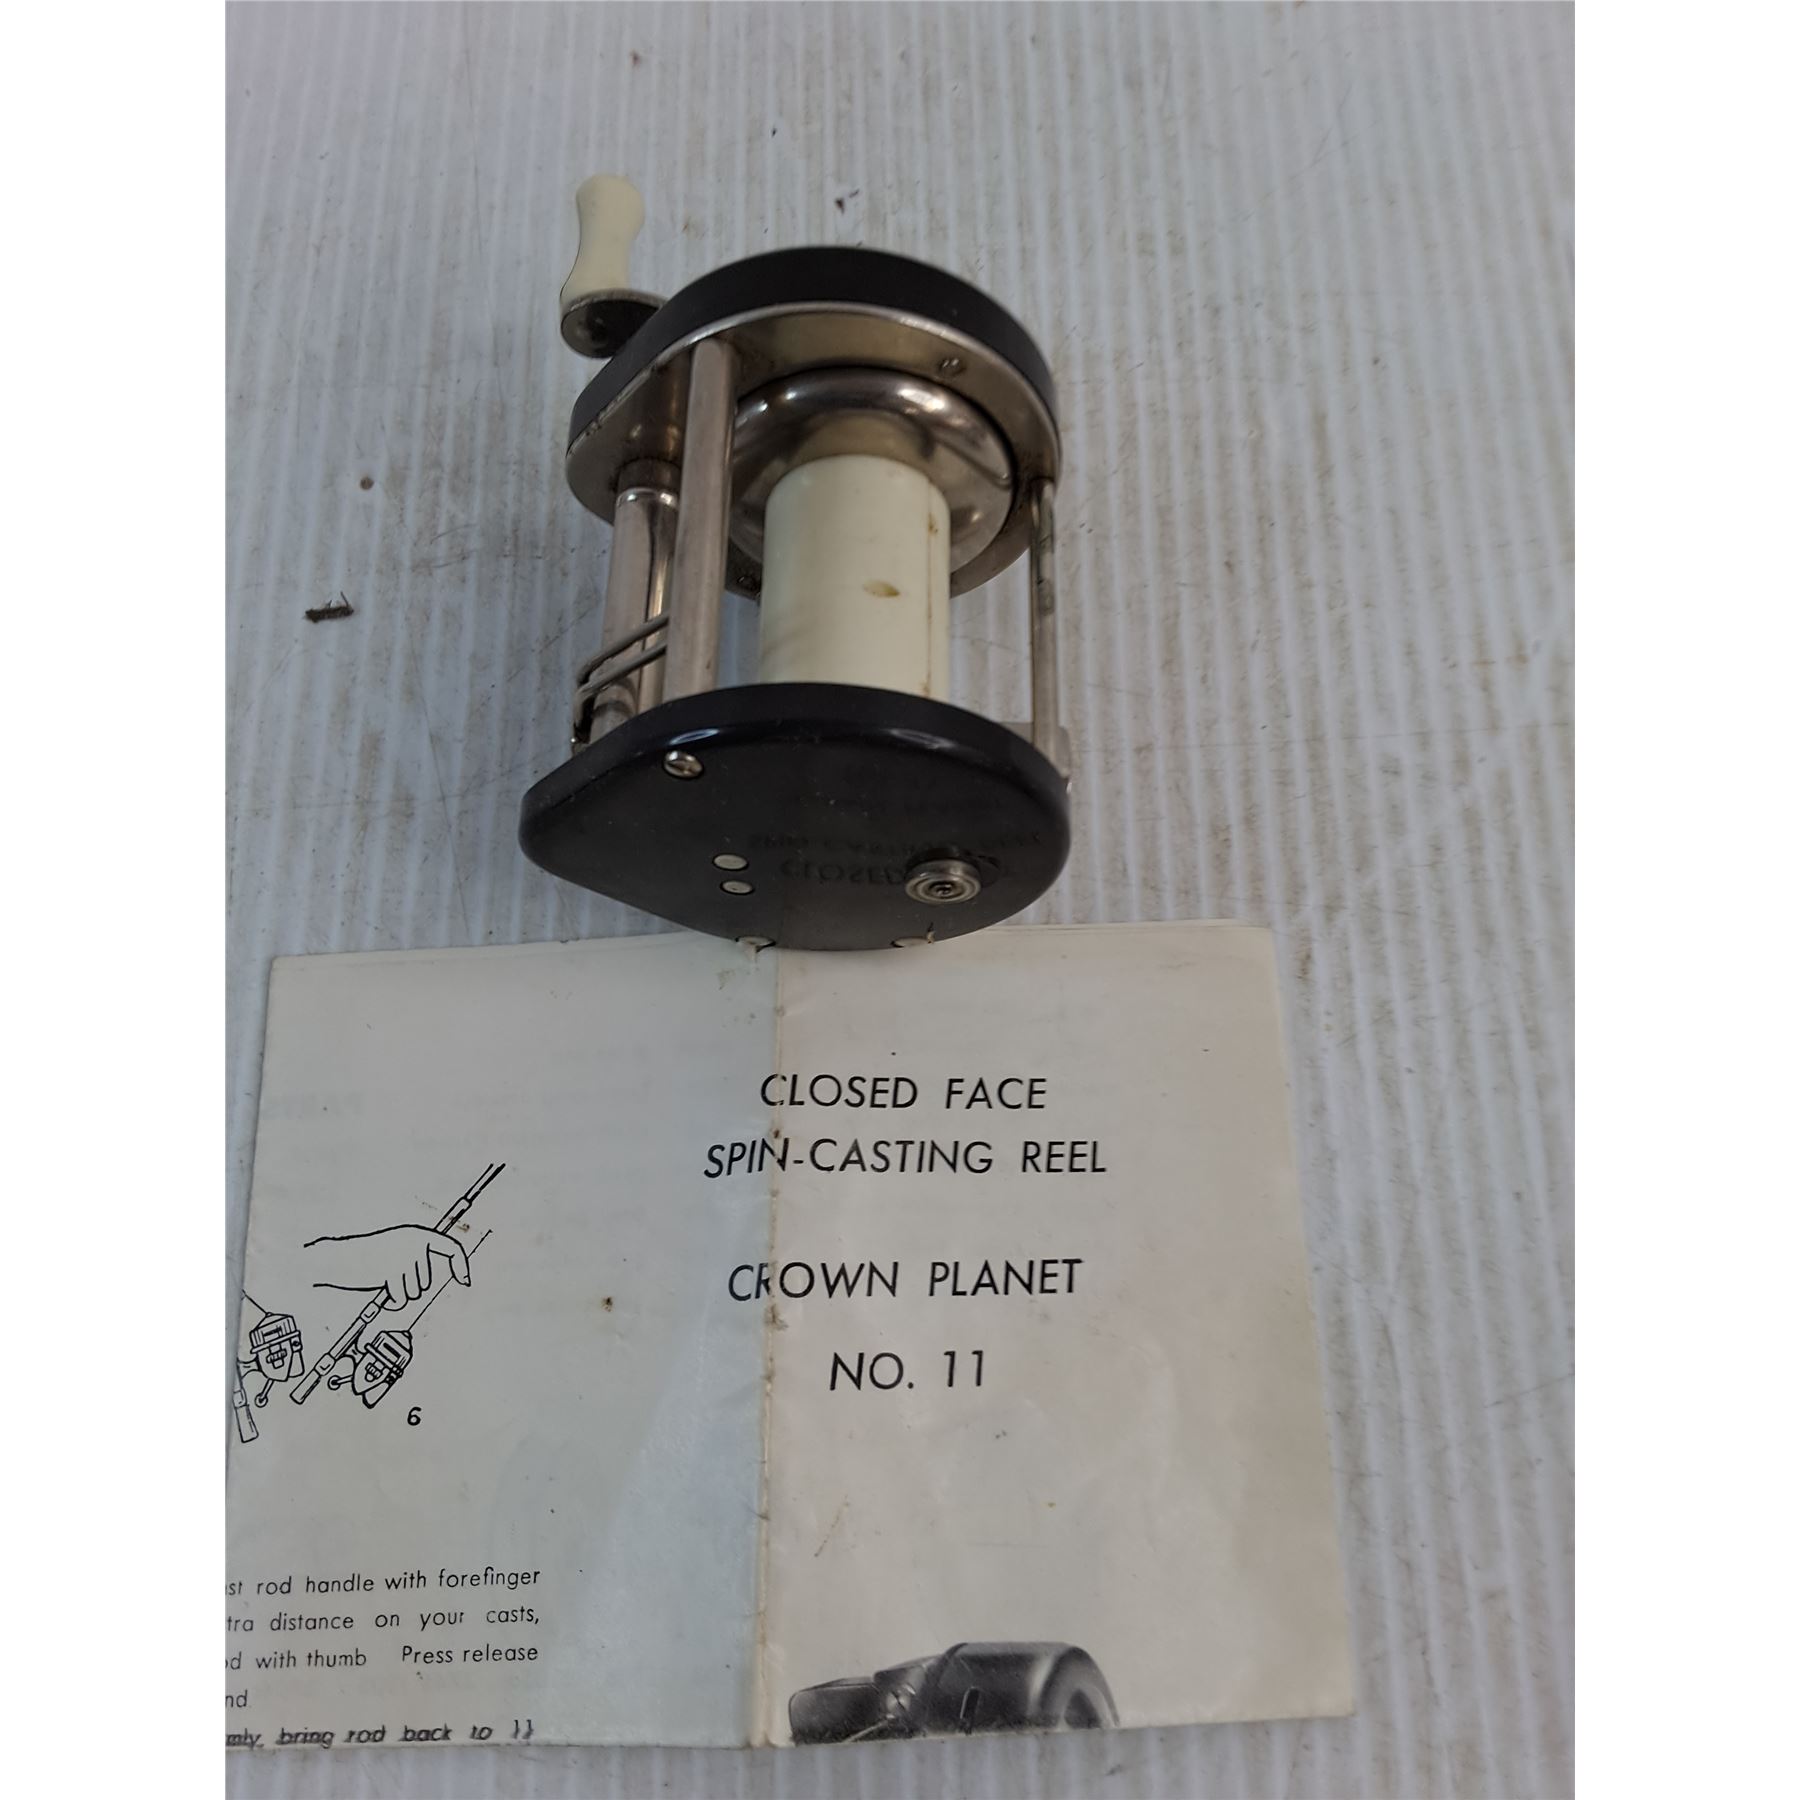 CLOSED FACE
SPIN-CASTING REEL
CROWN PLANET
NO. 11
6
st rod handle with forefinger
tra distance on your casts,
d with thumb Press release
nd
mly, bring rod back to 11